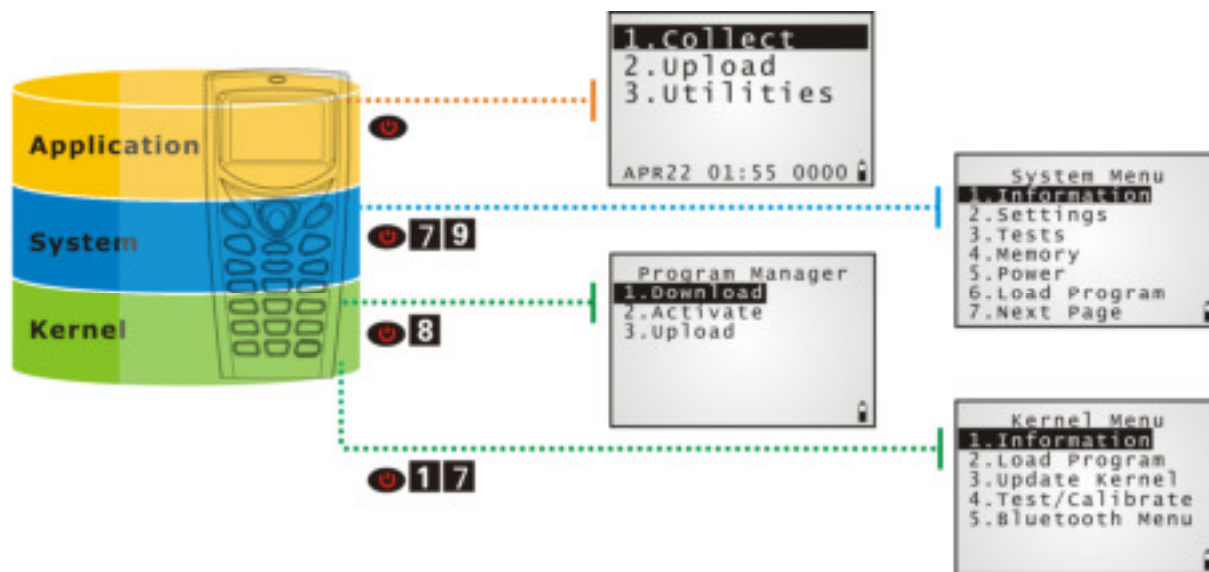 Application
System
Kernel
1.Collect
2.Upload
3.Utilities
APR22 01:55 0000
7 9
System Menu
1.Information
2.Settings
3.Tests
4.Memory
5.Power
6.Load Program
7.Next Page
8
Program Manager
1.Download
2.Activate
3.Upload
1 7
Kernel Menu
1.Information
2.Load Program
3.Update Kernel
4.Test/Calibrate
5.Bluetooth Menu